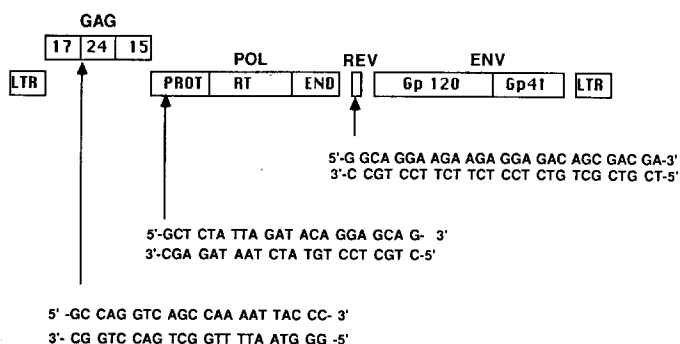 GAG
17 24 15
POL REV ENV
LTR PROT RT END Gp 120 Gp41 LTR
5'-G GCA GGA AGA AGA GGA GAC AGC GAC GA-3'
3'-C CGT CCT TCT TCT CCT CTG TCG CTG CT-5'
5'-GCT CTA TTA GAT ACA GGA GCA G- 3'
3'-CGA GAT AAT CTA TGT CCT CGT C-5'
5' -GC CAG GTC AGC CAA AAT TAC CC- 3'
3'- CG GTC CAG TCG GTT TTA ATG GG -5'